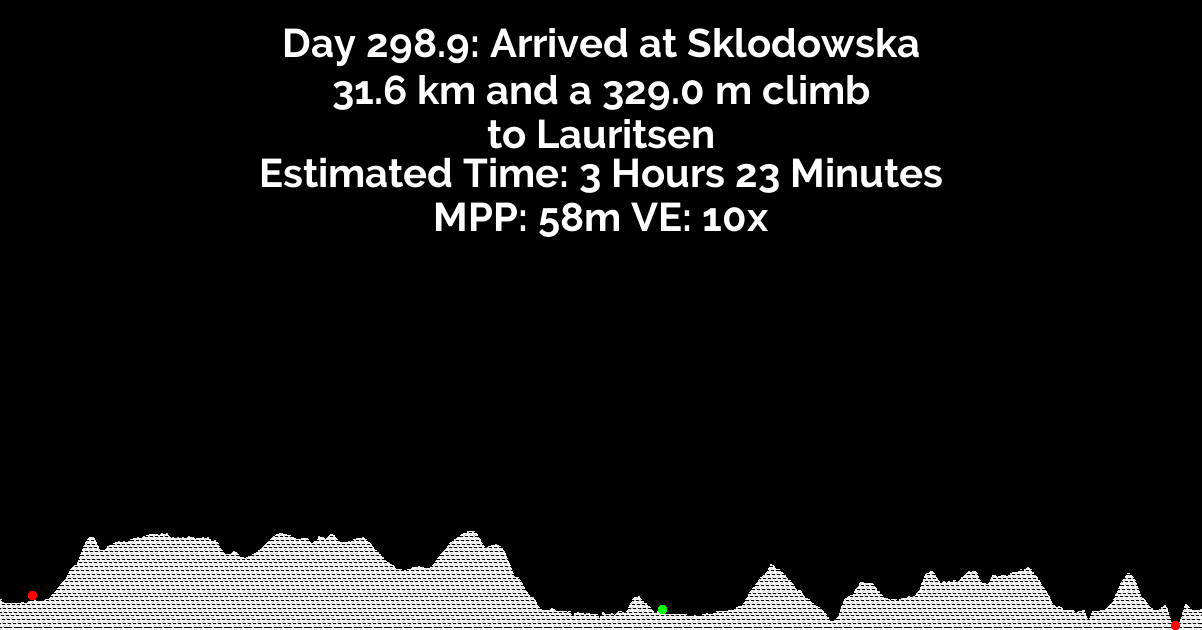 Day 298.9: Arrived at Sklodowska
31.6 km and a 329.0 m climb
to Lauritsen
Estimated Time: 3 Hours 23 Minutes
MPP: 58m VE: 10x